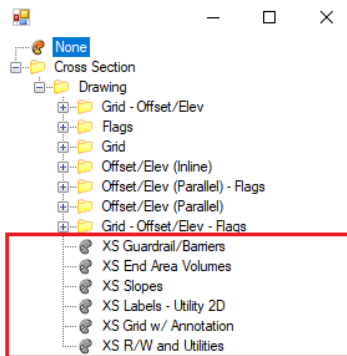 None
Cross Section
Drawing
Grid - Offset/Elev
Flags
Grid
Offset/Elev (Inline)
Offset/Elev (Parallel) - Flags
Offset/Elev (Parallel)
Grid - Offset/Elev - Flags
XS Guardrail/Barriers
XS End Area Volumes
XS Slopes
XS Labels - Utility 2D
XS Grid w/ Annotation
XS R/W and Utilities